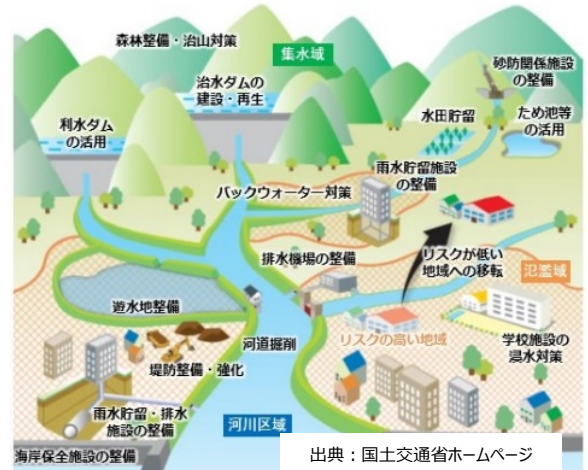 森林整備・治山対策
集水域
砂防関係施設
の整備
治水ダムの
建設・再生
利水ダム
の活用
水田貯留
ため池等
の活用
雨水貯留施設
の整備
バックウォーター対策
排水機場の整備
リスクが低い
地域への移転
氾濫域
遊水地整備
河道掘削
リスクの高い地域
学校施設の
浸水対策
堤防整備・強化
雨水貯留・排水
施設の整備
河川区域
海岸保全施設の整備
出典：国土交通省ホームページ